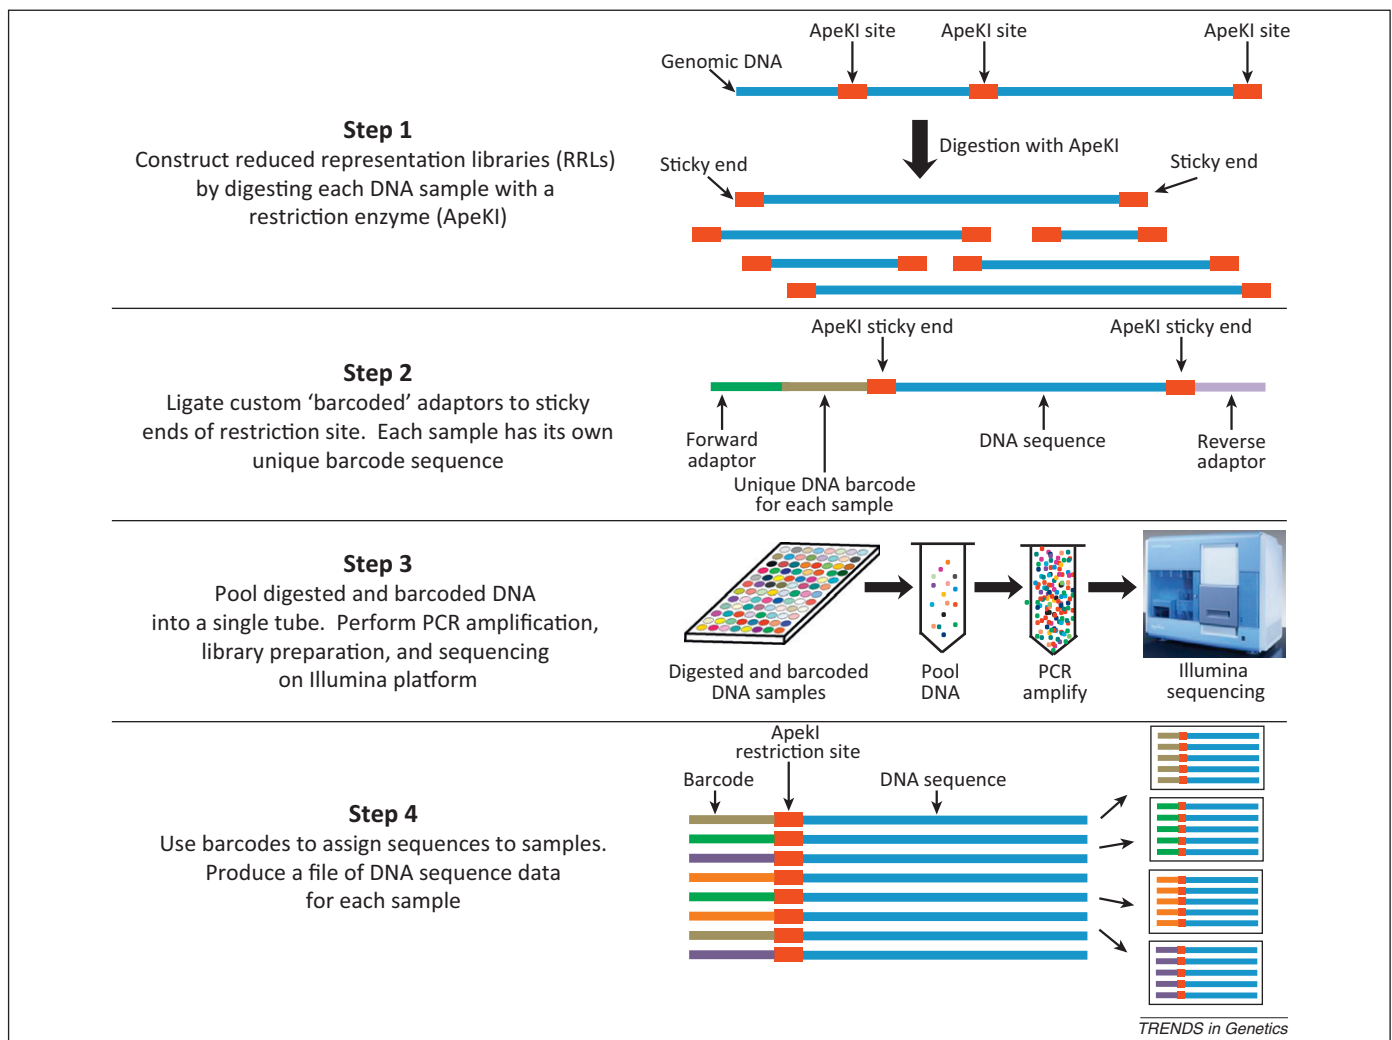 Step 1
Construct reduced representation libraries (RRLs)
by digesting each DNA sample with a
restriction enzyme (ApeKI)
ApeKI site
ApeKI site
ApeKI site
Genomic DNA
Digestion with ApeKI
Sticky end
Sticky end
Step 2
Ligate custom ‘barcoded’ adaptors to sticky
ends of restriction site. Each sample has its own
unique barcode sequence
ApeKI sticky end
ApeKI sticky end
Forward
adaptor
Unique DNA barcode
for each sample
DNA sequence
Reverse
adaptor
Step 3
Pool digested and barcoded DNA
into a single tube. Perform PCR amplification,
library preparation, and sequencing
on Illumina platform
Digested and barcoded
DNA samples
Pool
DNA
PCR
amplify
Illumina
sequencing
Step 4
Use barcodes to assign sequences to samples.
Produce a file of DNA sequence data
for each sample
Barcode
ApekI
restriction site
DNA sequence
TRENDS in Genetics